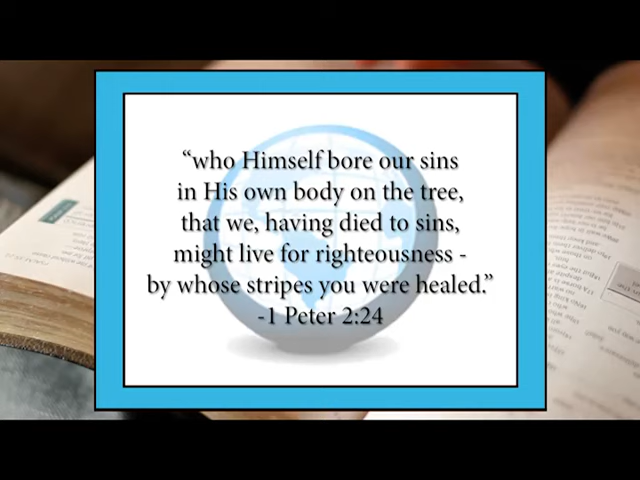 “who Himself bore our sins
in His own body on the tree,
that we, having died to sins,
might live for righteousness -
by whose stripes you were healed.”
-1 Peter 2:24